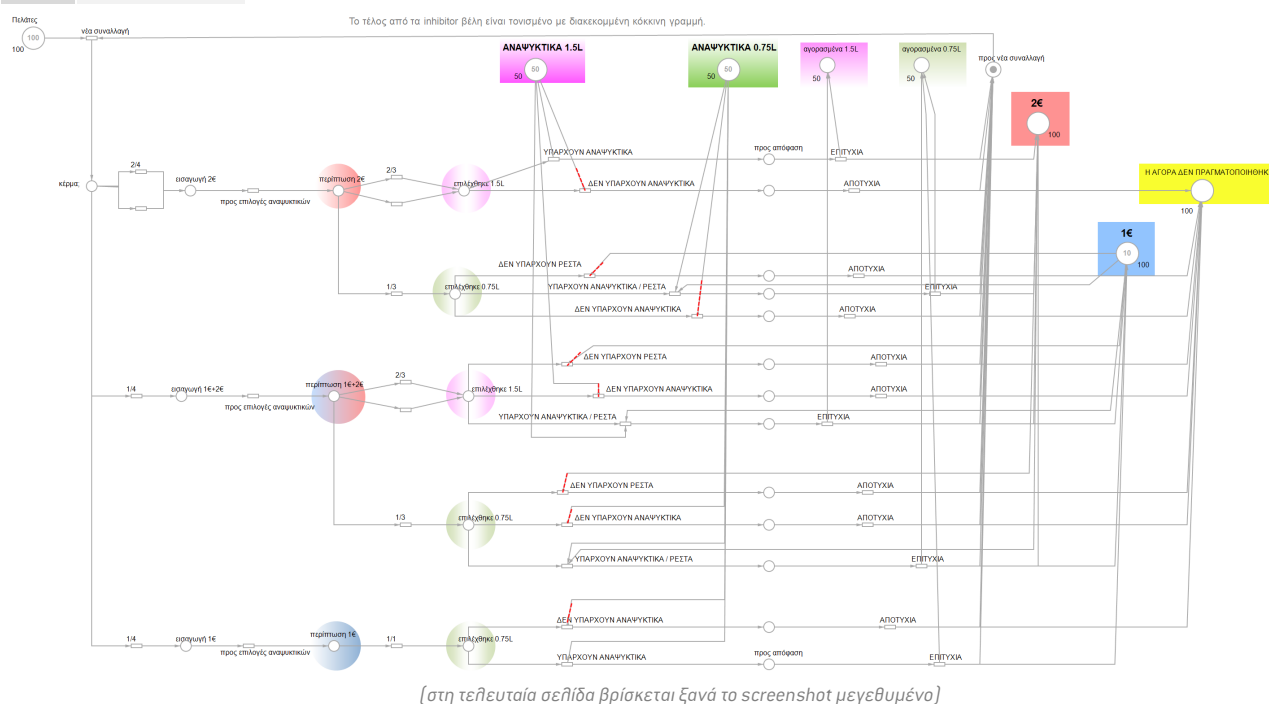 Πελάτες
100
100
νέα συναλλαγή
Το τέλος από τα inhibitor βέλη είναι τονισμένο με διακεκομμένη κόκκινη γραμμή.
ΑΝΑΨΥΚΤΙΚΑ 1.5L
50
50
ΑΝΑΨΥΚΤΙΚΑ 0.75L
50
50
αγορασμένα 1.5L
50
αγορασμένα 0.75L
50
προς νέα συναλλαγή
2€
100
ΥΠΑΡΧΟΥΝ ΑΝΑΨΥΚΤΙΚΑ
προς απόφαση
ΕΠΙΤΥΧΙΑ
κέρμα;
2/4
εισαγωγή 2€
προς επιλογές αναψυκτικών
περίπτωση 2€
2/3
επιλέχθηκε 1.5L
ΔΕΝ ΥΠΑΡΧΟΥΝ ΑΝΑΨΥΚΤΙΚΑ
ΑΠΟΤΥΧΙΑ
Η ΑΓΟΡΑ ΔΕΝ ΠΡΑΓΜΑΤΟΠΟΙΗΘΗΚ
100
1€
10
100
ΔΕΝ ΥΠΑΡΧΟΥΝ ΡΕΣΤΑ
ΑΠΟΤΥΧΙΑ
1/3
επιλέχθηκε 0.75L
ΥΠΑΡΧΟΥΝ ΑΝΑΨΥΚΤΙΚΑ / ΡΕΣΤΑ
ΕΠΙΤΥΧΙΑ
ΔΕΝ ΥΠΑΡΧΟΥΝ ΑΝΑΨΥΚΤΙΚΑ
ΑΠΟΤΥΧΙΑ
ΔΕΝ ΥΠΑΡΧΟΥΝ ΡΕΣΤΑ
ΑΠΟΤΥΧΙΑ
1/4
εισαγωγή 1€+2€
προς επιλογές αναψυκτικών
περίπτωση 1€+2€
2/3
επιλέχθηκε 1.5L
ΔΕΝ ΥΠΑΡΧΟΥΝ ΑΝΑΨΥΚΤΙΚΑ
ΑΠΟΤΥΧΙΑ
ΥΠΑΡΧΟΥΝ ΑΝΑΨΥΚΤΙΚΑ / ΡΕΣΤΑ
ΕΠΙΤΥΧΙΑ
ΔΕΝ ΥΠΑΡΧΟΥΝ ΡΕΣΤΑ
ΑΠΟΤΥΧΙΑ
1/3
επιλέχθηκε 0.75L
ΔΕΝ ΥΠΑΡΧΟΥΝ ΑΝΑΨΥΚΤΙΚΑ
ΑΠΟΤΥΧΙΑ
ΥΠΑΡΧΟΥΝ ΑΝΑΨΥΚΤΙΚΑ / ΡΕΣΤΑ
ΕΠΙΤΥΧΙΑ
ΔΕΝ ΥΠΑΡΧΟΥΝ ΑΝΑΨΥΚΤΙΚΑ
ΑΠΟΤΥΧΙΑ
1/4
εισαγωγή 1€
προς επιλογές αναψυκτικών
περίπτωση 1€
1/1
επιλέχθηκε 0.75L
ΥΠΑΡΧΟΥΝ ΑΝΑΨΥΚΤΙΚΑ
προς απόφαση
ΕΠΙΤΥΧΙΑ
(στη τελευταία σελίδα βρίσκεται ξανά το screenshot μεγεθυμένο)